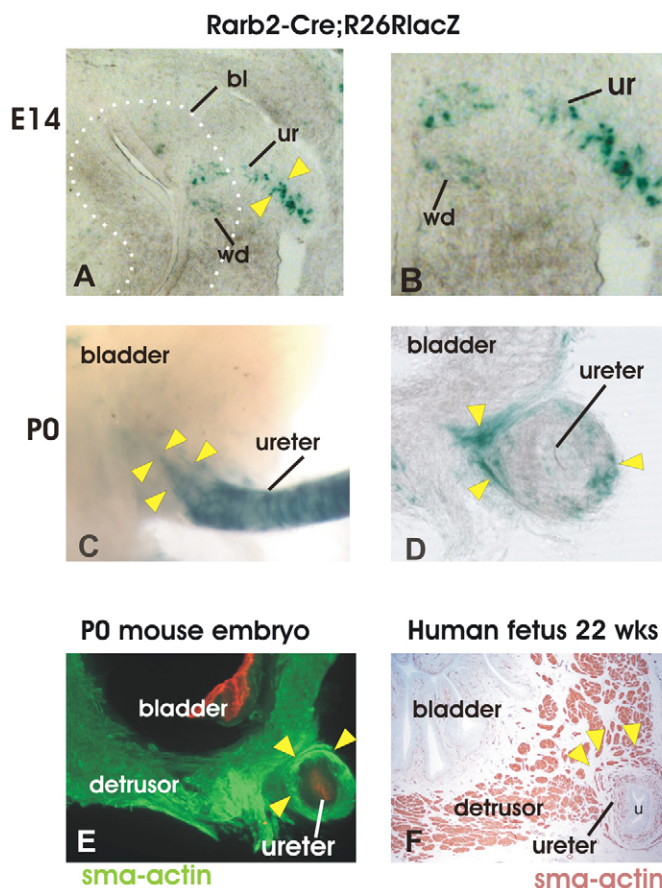 Rarb2-Cre;R26RlacZ
E14
bl
ur
wd
A
ur
wd
B
P0
bladder
ureter
C
bladder
ureter
D
P0 mouse embryo
Human fetus 22 wks
bladder
detrusor
ureter
E
bladder
detrusor
ureter
u
F
sma-actin
sma-actin